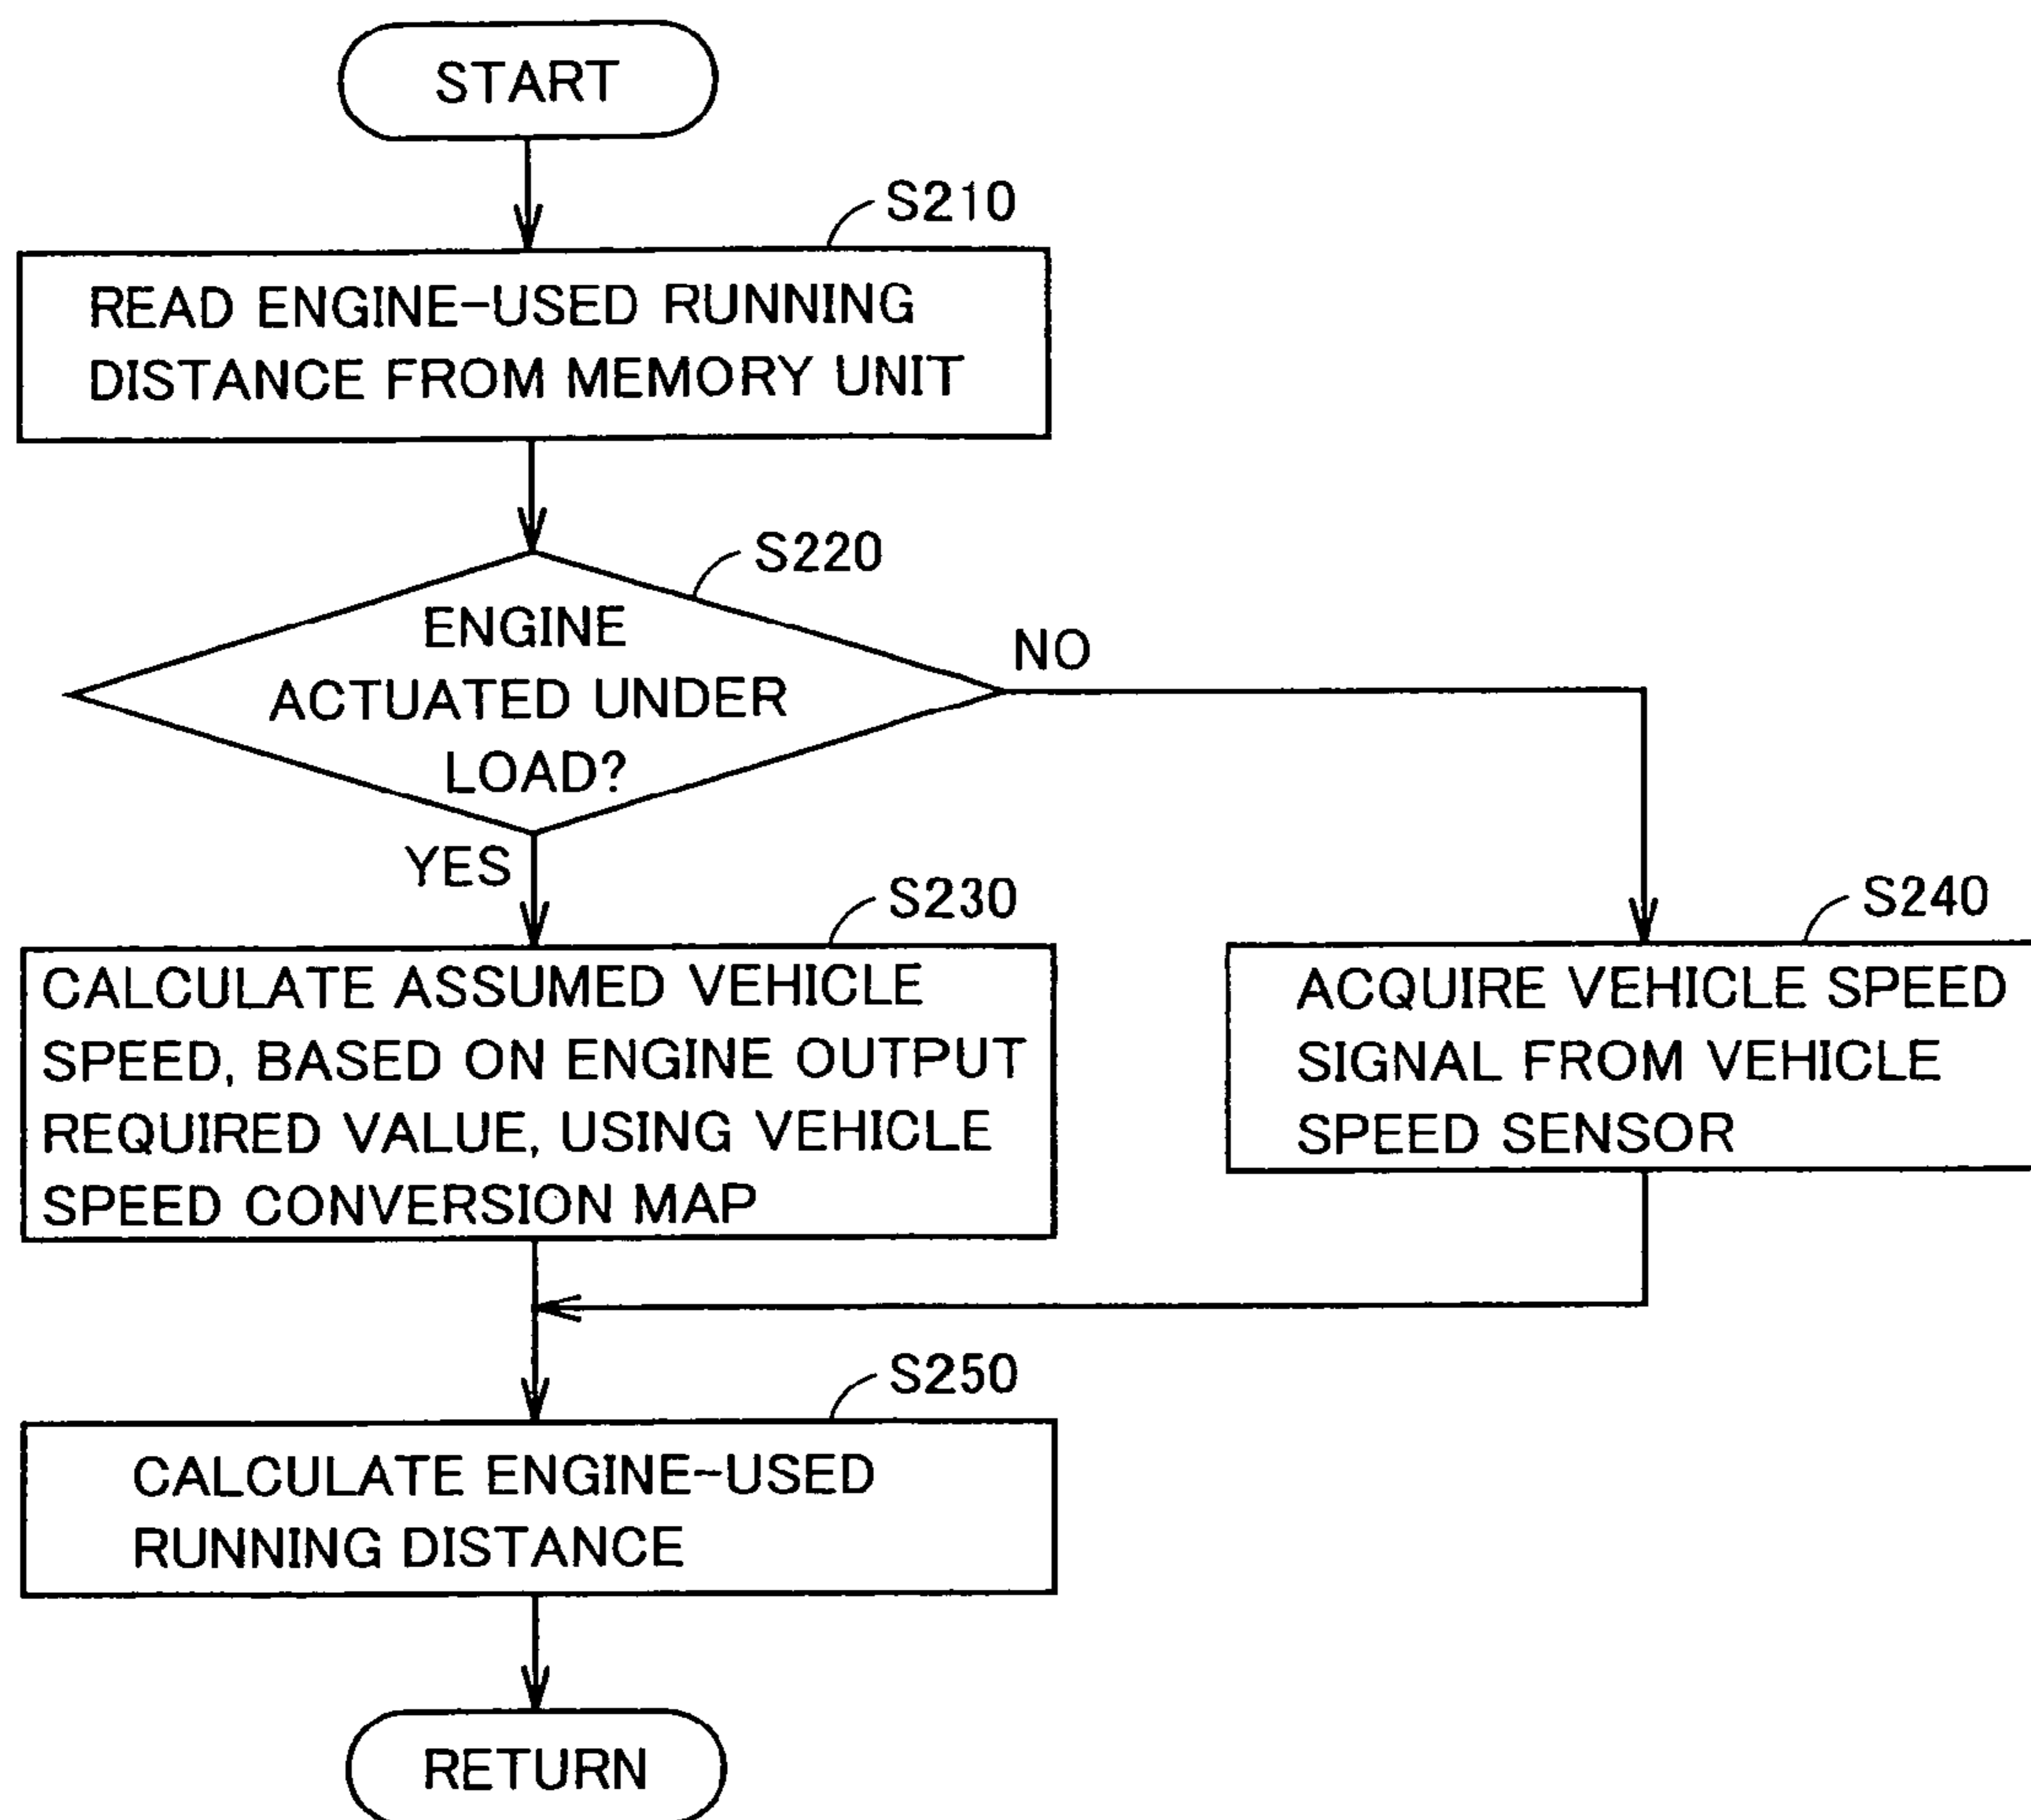 START
S210
READ ENGINE-USED RUNNING
DISTANCE FROM MEMORY UNIT
S220
ENGINE
ACTUATED UNDER
LOAD?
NO
YES
S230
CALCULATE ASSUMED VEHICLE
SPEED, BASED ON ENGINE OUTPUT
REQUIRED VALUE, USING VEHICLE
SPEED CONVERSION MAP
S240
ACQUIRE VEHICLE SPEED
SIGNAL FROM VEHICLE
SPEED SENSOR
S250
CALCULATE ENGINE-USED
RUNNING DISTANCE
RETURN